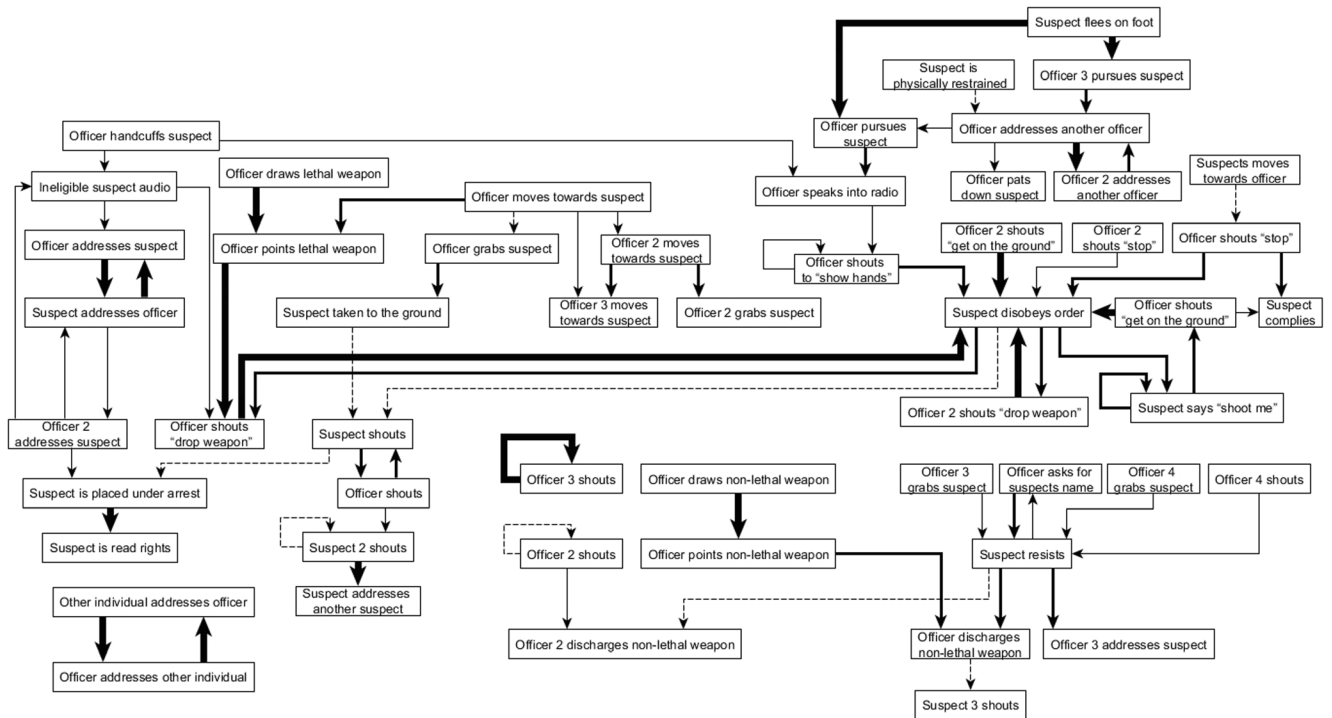 Suspect flees on foot
Suspect is
physically restrained
Officer 3 pursues suspect
Officer handcuffs suspect
Officer pursues
suspect
Officer addresses another officer
Ineligible suspect audio
Officer draws lethal weapon
Officer moves towards suspect
Officer speaks into radio
Officer pats
down suspect
Officer 2 addresses
another officer
Suspects moves
towards officer
Officer addresses suspect
Officer points lethal weapon
Officer grabs suspect
Officer 2 moves
towards suspect
Officer shouts
to “show hands”
Officer 2 shouts
“get on the ground”
Officer 2
shouts “stop”
Officer shouts “stop”
Suspect addresses officer
Suspect taken to the ground
Officer 3 moves
towards suspect
Officer 2 grabs suspect
Suspect disobeys order
Officer shouts
“get on the ground”
Suspect
complies
Officer 2
addresses suspect
Officer shouts
“drop weapon”
Suspect shouts
Officer 2 shouts “drop weapon”
Suspect says “shoot me”
Suspect is placed under arrest
Officer shouts
Officer 3 shouts
Officer draws non-lethal weapon
Officer 3
grabs suspect
Officer asks for
suspects name
Officer 4
grabs suspect
Officer 4 shouts
Suspect is read rights
Suspect 2 shouts
Officer 2 shouts
Officer points non-lethal weapon
Suspect resists
Other individual addresses officer
Suspect addresses
another suspect
Officer 2 discharges non-lethal weapon
Officer discharges
non-lethal weapon
Officer 3 addresses suspect
Officer addresses other individual
Suspect 3 shouts